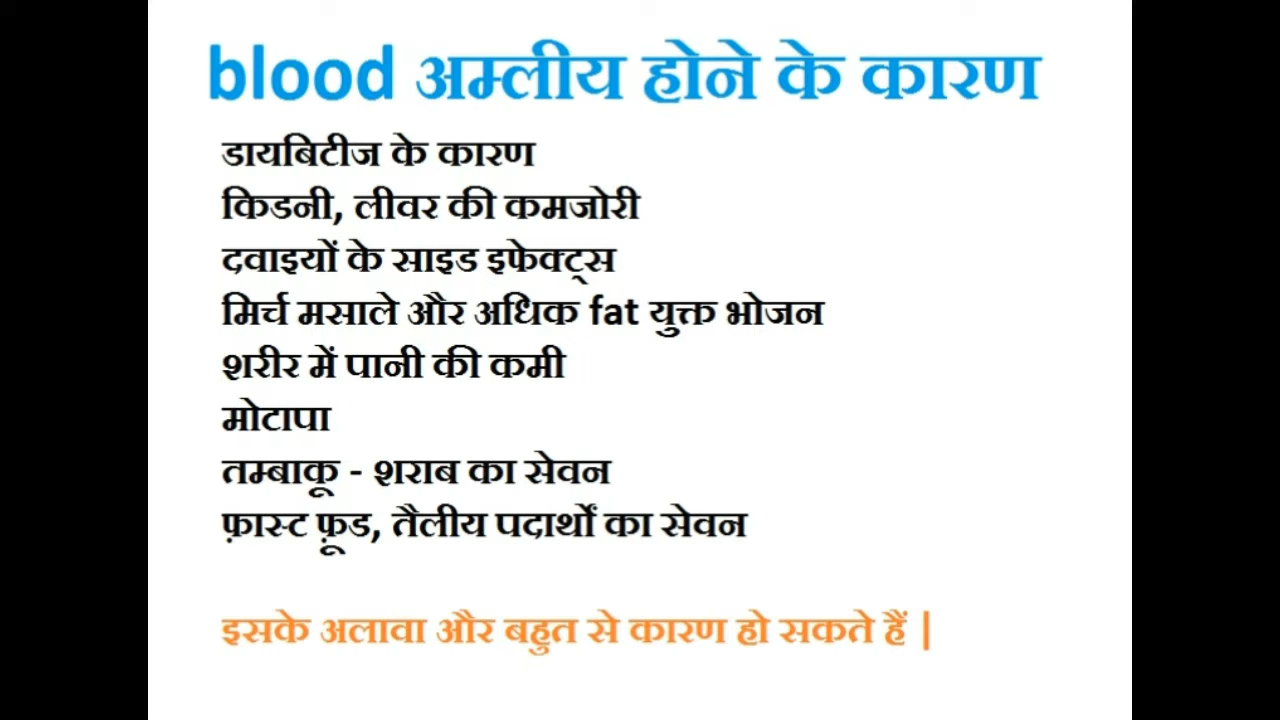 blood अम्लीय होने के कारण
डायबिटीज के कारण
किडनी, लीवर की कमजोरी
दवाइयों के साइड इफेक्ट्स
मिर्च मसाले और अधिक fat युक्त भोजन
शरीर में पानी की कमी
मोटापा
तम्बाकू - शराब का सेवन
फ़ास्ट फ़ूड, तैलीय पदार्थों का सेवन
इसके अलावा और बहुत से कारण हो सकते हैं |